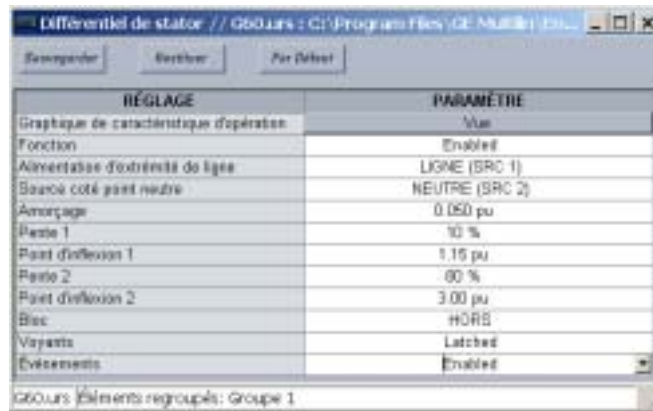 Différentiel de stator // G60.urs : C:\Program Files\GE Multilin\En...
Sauvegarder Restituer Par Défaut
RÉGLAGE PARAMÈTRE
Graphique de caractéristique d'opération Vue
Fonction Enabled
Alimentation d'extrémité de ligne LIGNE (SRC 1)
Source coté point neutre NEUTRE (SRC 2)
Amorçage 0.050 pu
Pente 1 10 %
Point d'inflexion 1 1.15 pu
Pente 2 80 %
Point d'inflexion 2 3.00 pu
Bloc HORS
Voyants Latched
Événements Enabled
G60.urs Éléments regroupés: Groupe 1